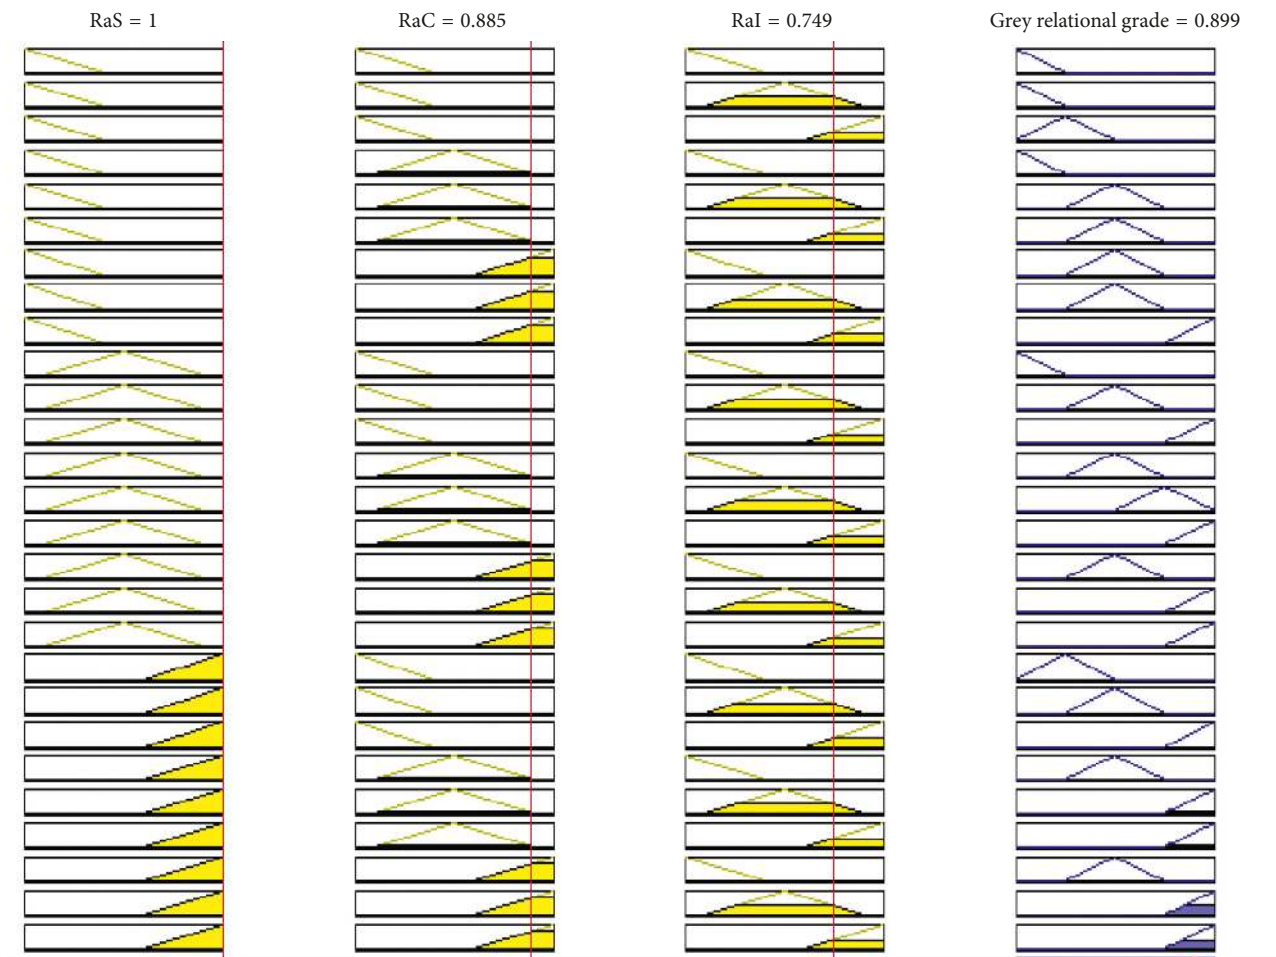 RaS = 1
RaC = 0.885
RaI = 0.749
Grey relational grade = 0.899